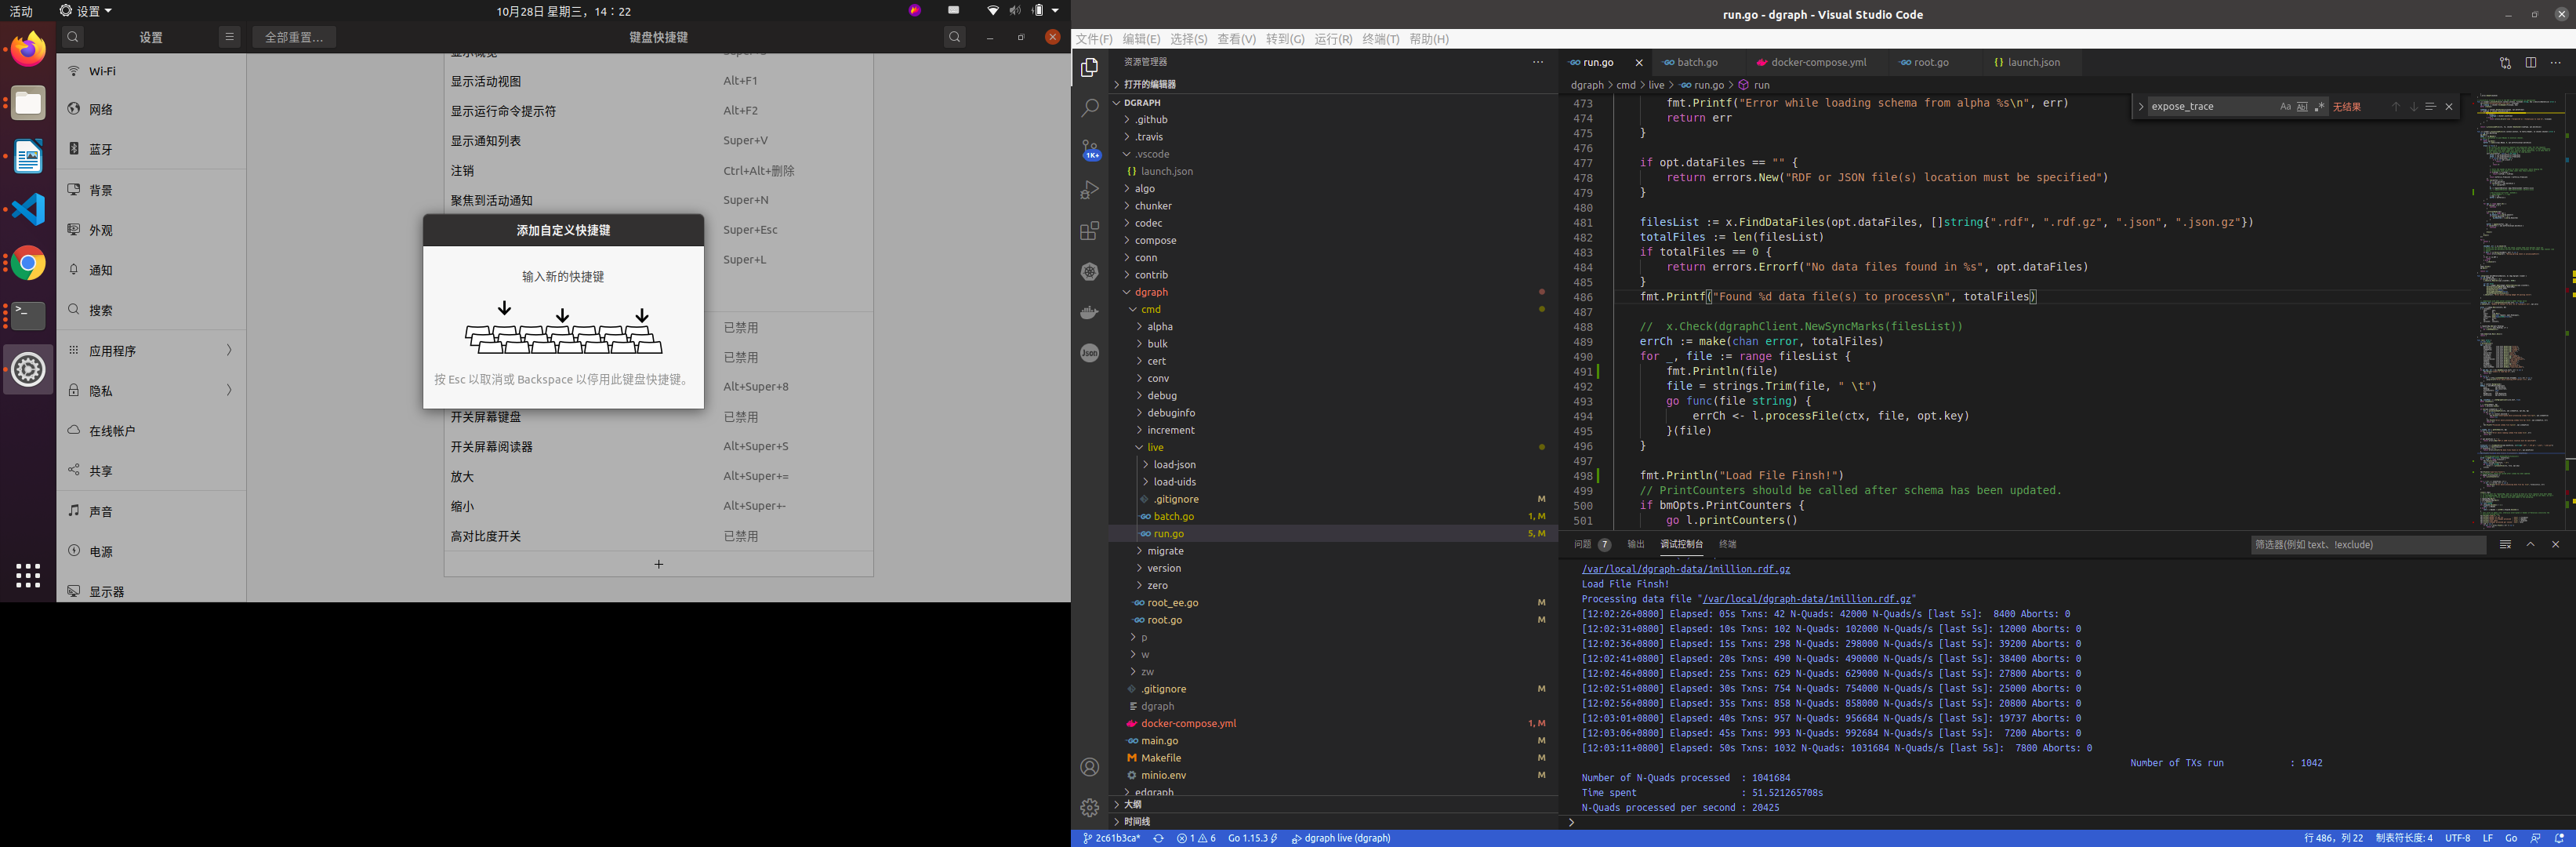 活动
设置
10月28日 星期三，14：22
设置
全部重置…
键盘快捷键
Wi-Fi
网络
蓝牙
背景
外观
通知
搜索
应用程序
隐私
在线帐户
共享
声音
电源
显示器
显示活动视图 Alt+F1
显示运行命令提示符 Alt+F2
显示通知列表 Super+V
注销 Ctrl+Alt+删除
聚焦到活动通知 Super+N
Super+Esc
Super+L
已禁用
已禁用
Alt+Super+8
开关屏幕键盘 已禁用
开关屏幕阅读器 Alt+Super+S
放大 Alt+Super+=
缩小 Alt+Super+-
高对比度开关 已禁用
+
添加自定义快捷键
输入新的快捷键
按 Esc 以取消或 Backspace 以停用此键盘快捷键。
run.go - dgraph - Visual Studio Code
文件(F) 编辑(E) 选择(S) 查看(V) 转到(G) 运行(R) 终端(T) 帮助(H)
1K+
Json
资源管理器
打开的编辑器
DGRAPH
.github
.travis
.vscode
{} launch.json
algo
chunker
codec
compose
conn
contrib
dgraph
cmd
alpha
bulk
cert
conv
debug
debuginfo
increment
live
load-json
load-uids
.gitignore M
batch.go 1, M
run.go 5, M
migrate
version
zero
root_ee.go M
root.go M
p
w
zw
.gitignore M
dgraph
docker-compose.yml 1, M
main.go M
Makefile M
minio.env M
edgraph
大纲
时间线
run.go batch.go docker-compose.yml root.go {} launch.json
dgraph > cmd > live > run.go > run
expose_trace Aa 无结果
473 fmt.Printf("Error while loading schema from alpha %s\n", err)
474 return err
475 }
476
477 if opt.dataFiles == "" {
478 return errors.New("RDF or JSON file(s) location must be specified")
479 }
480
481 filesList := x.FindDataFiles(opt.dataFiles, []string{".rdf", ".rdf.gz", ".json", ".json.gz"})
482 totalFiles := len(filesList)
483 if totalFiles == 0 {
484 return errors.Errorf("No data files found in %s", opt.dataFiles)
485 }
486 fmt.Printf("Found %d data file(s) to process\n", totalFiles)
487
488 //  x.Check(dgraphClient.NewSyncMarks(filesList))
489 errCh := make(chan error, totalFiles)
490 for _, file := range filesList {
491 fmt.Println(file)
492 file = strings.Trim(file, " \t")
493 go func(file string) {
494 errCh <- l.processFile(ctx, file, opt.key)
495 }(file)
496 }
497
498 fmt.Println("Load File Finsh!")
499 // PrintCounters should be called after schema has been updated.
500 if bmOpts.PrintCounters {
501 go l.printCounters()
问题 7 输出 调试控制台 终端
筛选器(例如 text、!exclude)
/var/local/dgraph-data/1million.rdf.gz
Load File Finsh!
Processing data file "/var/local/dgraph-data/1million.rdf.gz"
[12:02:26+0800] Elapsed: 05s Txns: 42 N-Quads: 42000 N-Quads/s [last 5s]:  8400 Aborts: 0
[12:02:31+0800] Elapsed: 10s Txns: 102 N-Quads: 102000 N-Quads/s [last 5s]: 12000 Aborts: 0
[12:02:36+0800] Elapsed: 15s Txns: 298 N-Quads: 298000 N-Quads/s [last 5s]: 39200 Aborts: 0
[12:02:41+0800] Elapsed: 20s Txns: 490 N-Quads: 490000 N-Quads/s [last 5s]: 38400 Aborts: 0
[12:02:46+0800] Elapsed: 25s Txns: 629 N-Quads: 629000 N-Quads/s [last 5s]: 27800 Aborts: 0
[12:02:51+0800] Elapsed: 30s Txns: 754 N-Quads: 754000 N-Quads/s [last 5s]: 25000 Aborts: 0
[12:02:56+0800] Elapsed: 35s Txns: 858 N-Quads: 858000 N-Quads/s [last 5s]: 20800 Aborts: 0
[12:03:01+0800] Elapsed: 40s Txns: 957 N-Quads: 956684 N-Quads/s [last 5s]: 19737 Aborts: 0
[12:03:06+0800] Elapsed: 45s Txns: 993 N-Quads: 992684 N-Quads/s [last 5s]:  7200 Aborts: 0
[12:03:11+0800] Elapsed: 50s Txns: 1032 N-Quads: 1031684 N-Quads/s [last 5s]:  7800 Aborts: 0
Number of TXs run : 1042
Number of N-Quads processed : 1041684
Time spent : 51.521265708s
N-Quads processed per second : 20425
2c61b3ca* 1 6 Go 1.15.3 dgraph live (dgraph)
行 486，列 22 制表符长度: 4 UTF-8 LF Go